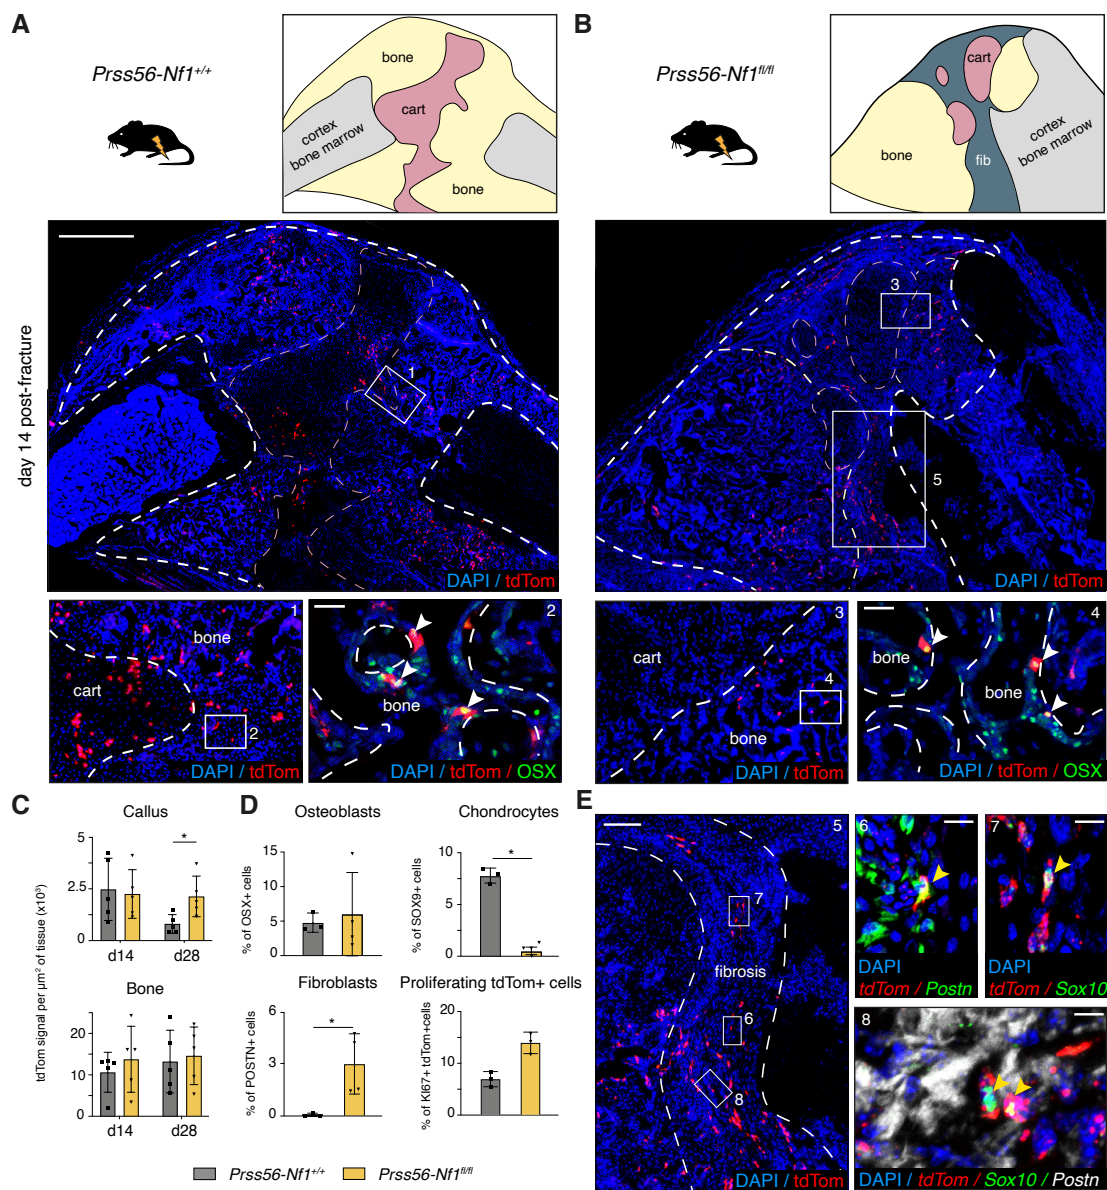 A
Prss56-Nf1+/+
bone
cart
cortex
bone marrow
bone
B
Prss56-Nf1fl/fl
cart
bone
fib
cortex
bone marrow
day 14 post-fracture
1
DAPI / tdTom
3
5
DAPI / tdTom
1
bone
cart
2
DAPI / tdTom
2
bone
DAPI / tdTom / OSX
3
cart
4
bone
DAPI / tdTom
4
bone
bone
DAPI / tdTom / OSX
C
Callus
tdTom signal per µm² of tissue (x10³)
5
2.5
0
*
d14
d28
Bone
20
10
0
d14
d28
D
Osteoblasts
% of OSX+ cells
15
10
5
0
Chondrocytes
% of SOX9+ cells
10
5
0
*
Fibroblasts
% of POSTN+ cells
6
3
0
*
Proliferating tdTom+ cells
% of KI67+ tdTom+cells
20
10
0
Prss56-Nf1+/+
Prss56-Nf1fl/fl
E
5
7
fibrosis
6
8
DAPI / tdTom
6
DAPI
tdTom / Postn
7
DAPI
tdTom / Sox10
8
DAPI / tdTom / Sox10 / Postn